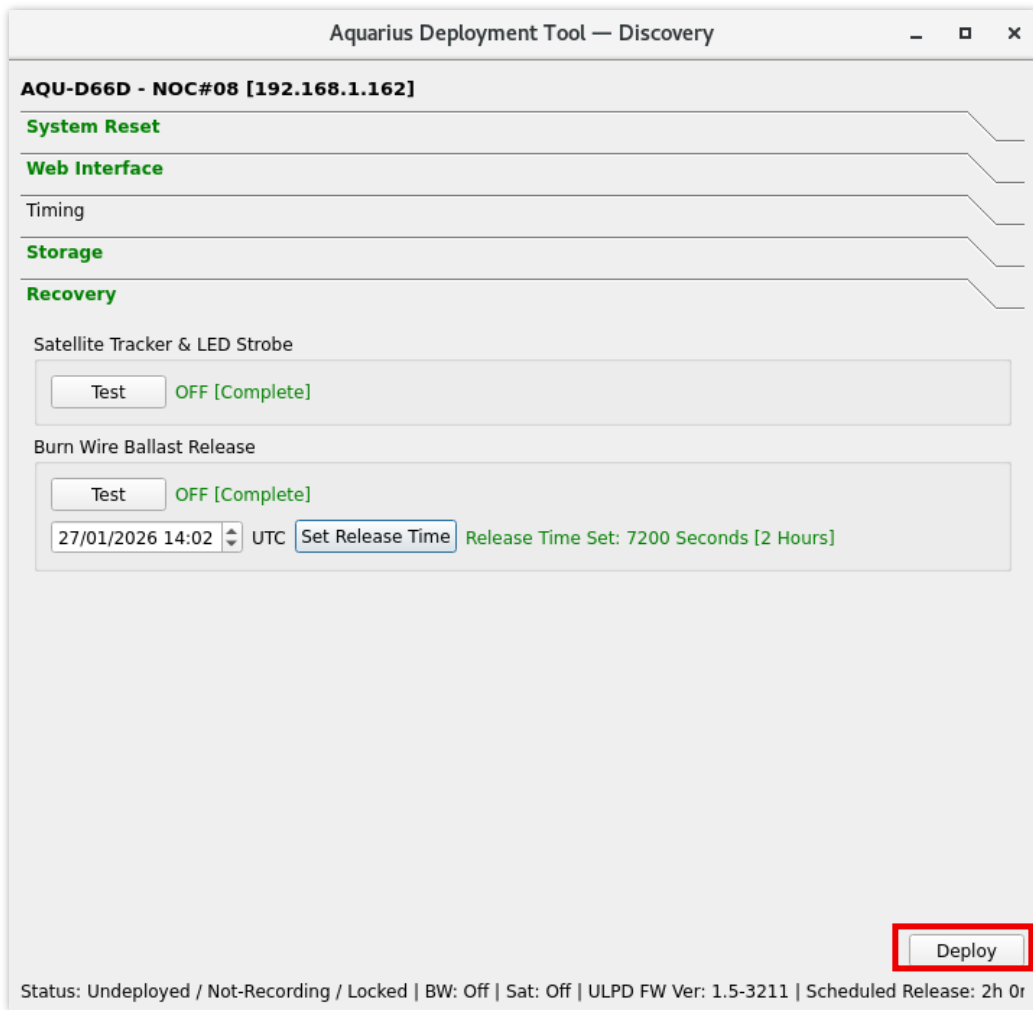 Aquarius Deployment Tool — Discovery
AQU-D66D - NOC#08 [192.168.1.162]
System Reset
Web Interface
Timing
Storage
Recovery
Satellite Tracker & LED Strobe
Test OFF [Complete]
Burn Wire Ballast Release
Test OFF [Complete]
27/01/2026 14:02 UTC Set Release Time Release Time Set: 7200 Seconds [2 Hours]
Deploy
Status: Undeployed / Not-Recording / Locked | BW: Off | Sat: Off | ULPD FW Ver: 1.5-3211 | Scheduled Release: 2h